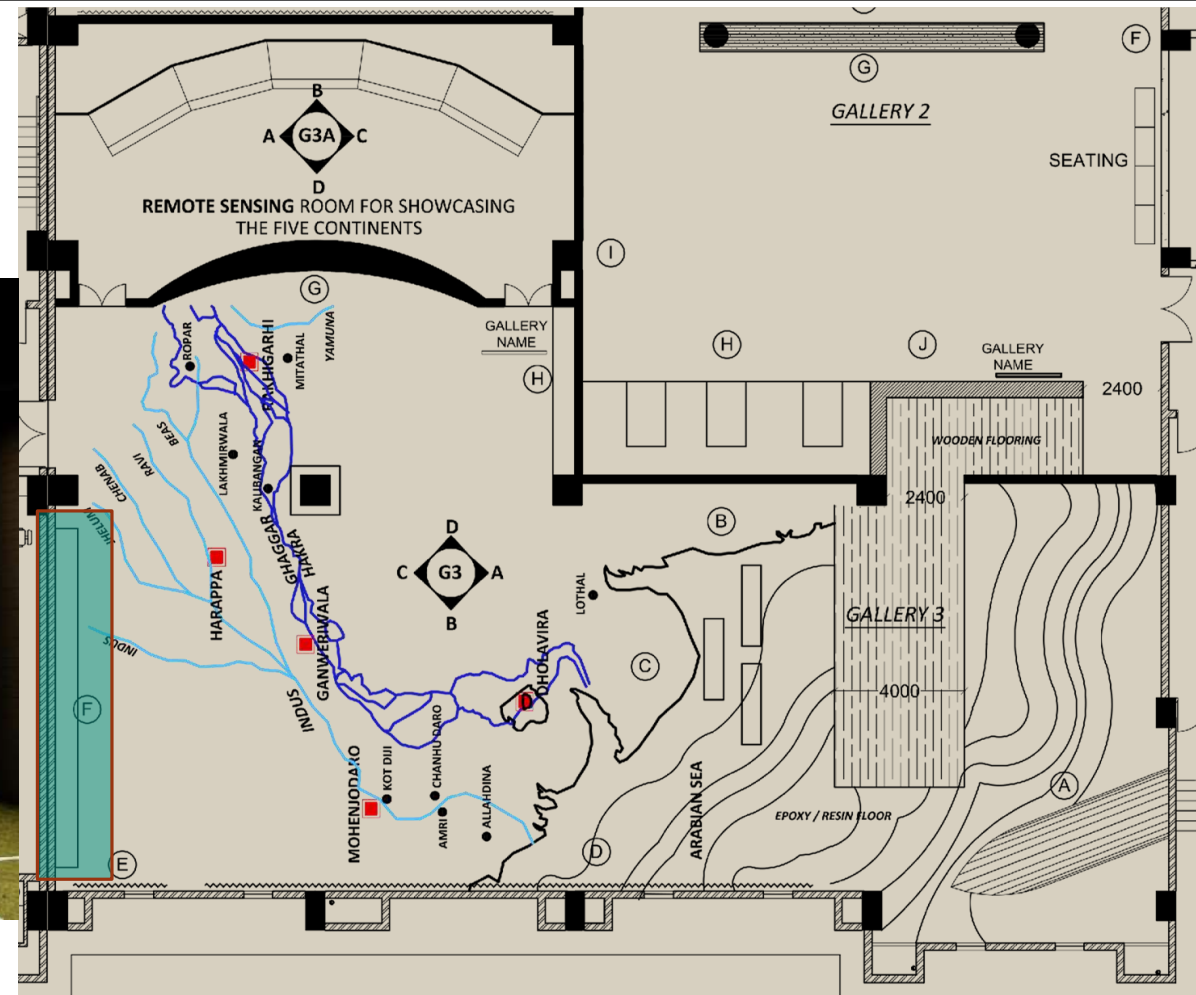 F
G
GALLERY 2
SEATING
B
A G3A C
D
REMOTE SENSING ROOM FOR SHOWCASING
THE FIVE CONTINENTS
I
G
GALLERY
NAME
H
H
J
GALLERY
NAME
2400
WOODEN FLOORING
2400
ROPAR
RAKHIGARHI
MITATHAL
YAMUNA
BEAS
RAVI
CHENAB
JHELUM
LAKHMIRWALA
KALIBANGAN
GHAGGAR
HAKRA
HARAPPA
GANWERIWALA
INDUS
INDUS
D
C G3 A
B
B
LOTHAL
C
DHOLAVIRA
GALLERY 3
4000
F
MOHENJODARO
KOT DIJI
CHANHU DARO
AMRI
ALLAHDINA
ARABIAN SEA
EPOXY / RESIN FLOOR
A
E
D